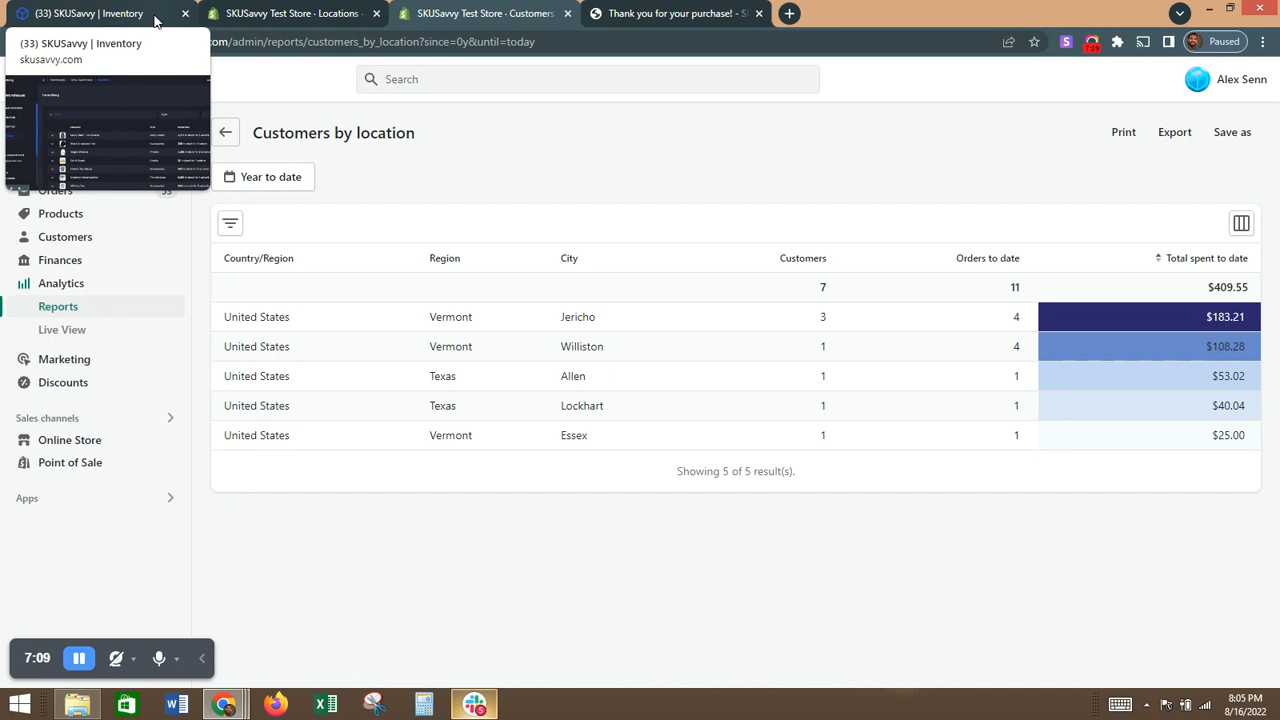 (33) SKUSavvy | Inventory
SKUSavvy Test Store - Locations
SKUSavvy Test Store - Customers
Thank you for your purchase! - S
(33) SKUSavvy | Inventory
skusavvy.com
com/admin/reports/customers_by_location?since=0y&until=today
7:09
Paused
Search
Alex Senn
Customers by location
Print
Export
Save as
Year to date
Inventory
Orders
33
Products
Customers
Finances
Analytics
Reports
Live View
Marketing
Discounts
Sales channels
Online Store
Point of Sale
Apps
Country/Region Region City Customers Orders to date Total spent to date
7 11 $409.55
United States Vermont Jericho 3 4 $183.21
United States Vermont Williston 1 4 $108.28
United States Texas Allen 1 1 $53.02
United States Texas Lockhart 1 1 $40.04
United States Vermont Essex 1 1 $25.00
Showing 5 of 5 result(s).
7:09
8:05 PM
8/16/2022